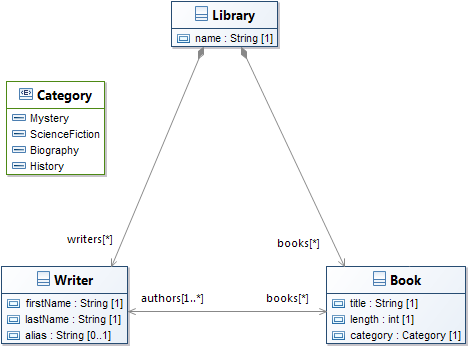 Library
name : String [1]
Category
Mystery
ScienceFiction
Biography
History
writers[*]
books[*]
Writer
firstName : String [1]
lastName : String [1]
alias : String [0..1]
authors[1..*]
books[*]
Book
title : String [1]
length : int [1]
category : Category [1]